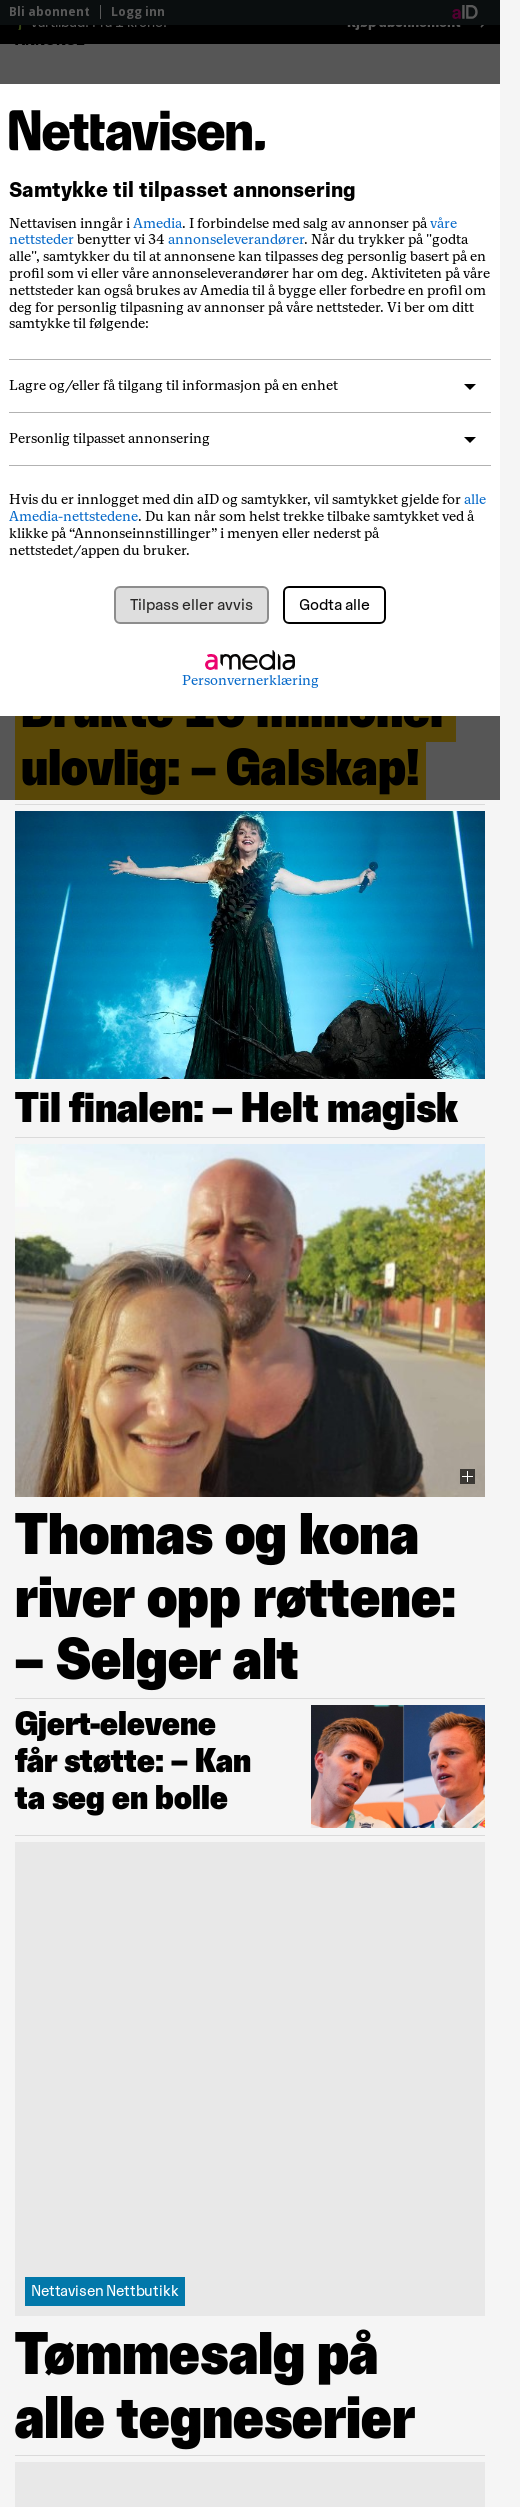 Bli abonnent
Logg inn
aID
Nettavisen.
Samtykke til tilpasset annonsering
Nettavisen inngår i Amedia. I forbindelse med salg av annonser på våre
nettsteder benytter vi 34 annonseleverandører. Når du trykker på "godta
alle", samtykker du til at annonsene kan tilpasses deg personlig basert på en
profil som vi eller våre annonseleverandører har om deg. Aktiviteten på våre
nettsteder kan også brukes av Amedia til å bygge eller forbedre en profil om
deg for personlig tilpasning av annonser på våre nettsteder. Vi ber om ditt
samtykke til følgende:
Lagre og/eller få tilgang til informasjon på en enhet
Personlig tilpasset annonsering
Hvis du er innlogget med din aID og samtykker, vil samtykket gjelde for alle
Amedia-nettstedene. Du kan når som helst trekke tilbake samtykket ved å
klikke på “Annonseinnstillinger” i menyen eller nederst på
nettstedet/appen du bruker.
Tilpass eller avvis
Godta alle
amedia
Personvernerklæring
ulovlig: – Galskap!
Til finalen: – Helt magisk
Thomas og kona
river opp røttene:
– Selger alt
Gjert-elevene
får støtte: – Kan
ta seg en bolle
Nettavisen Nettbutikk
Tømmesalg på
alle tegneserier